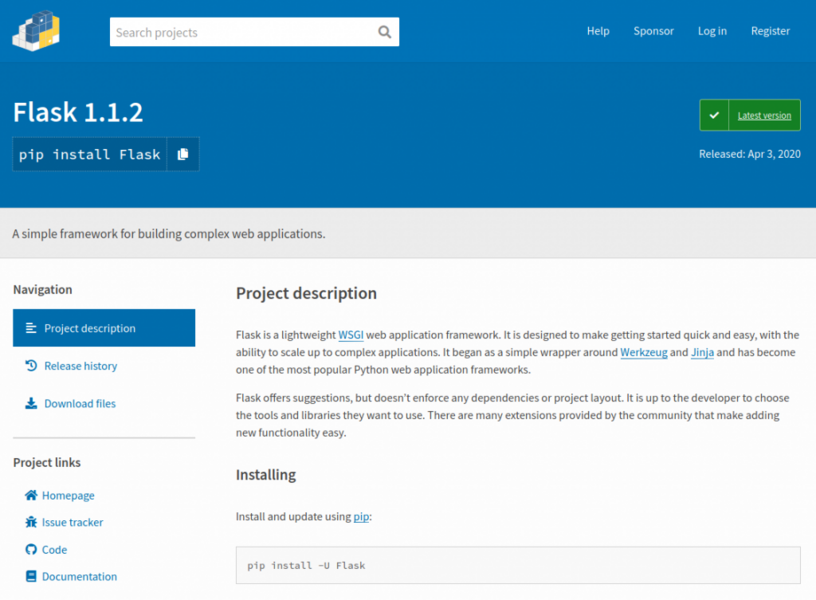 Search projects
Help Sponsor Log in Register
Flask 1.1.2
Latest version
pip install Flask
Released: Apr 3, 2020
A simple framework for building complex web applications.
Navigation
Project description
Release history
Download files
Project links
Homepage
Issue tracker
Code
Documentation
Project description
Flask is a lightweight WSGI web application framework. It is designed to make getting started quick and easy, with the
ability to scale up to complex applications. It began as a simple wrapper around Werkzeug and Jinja and has become
one of the most popular Python web application frameworks.
Flask offers suggestions, but doesn't enforce any dependencies or project layout. It is up to the developer to choose
the tools and libraries they want to use. There are many extensions provided by the community that make adding
new functionality easy.
Installing
Install and update using pip:
pip install -U Flask